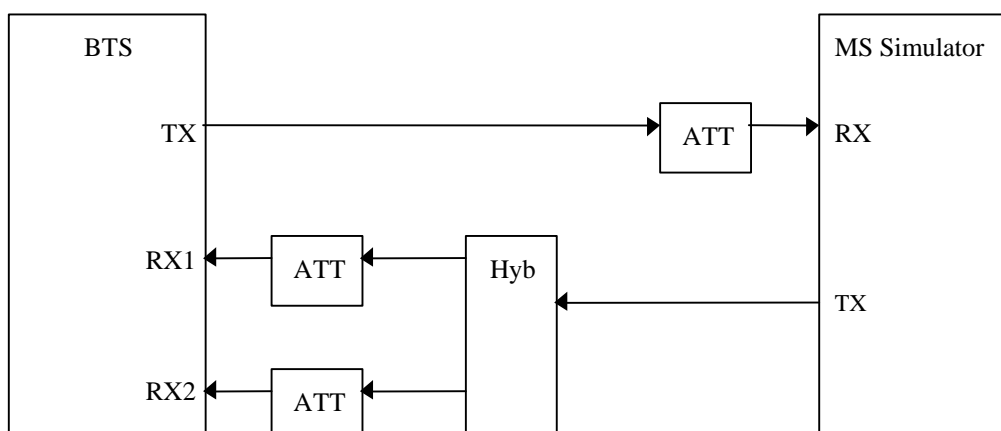 BTS
MS Simulator
TX
ATT
RX
RX1
ATT
Hyb
TX
RX2
ATT